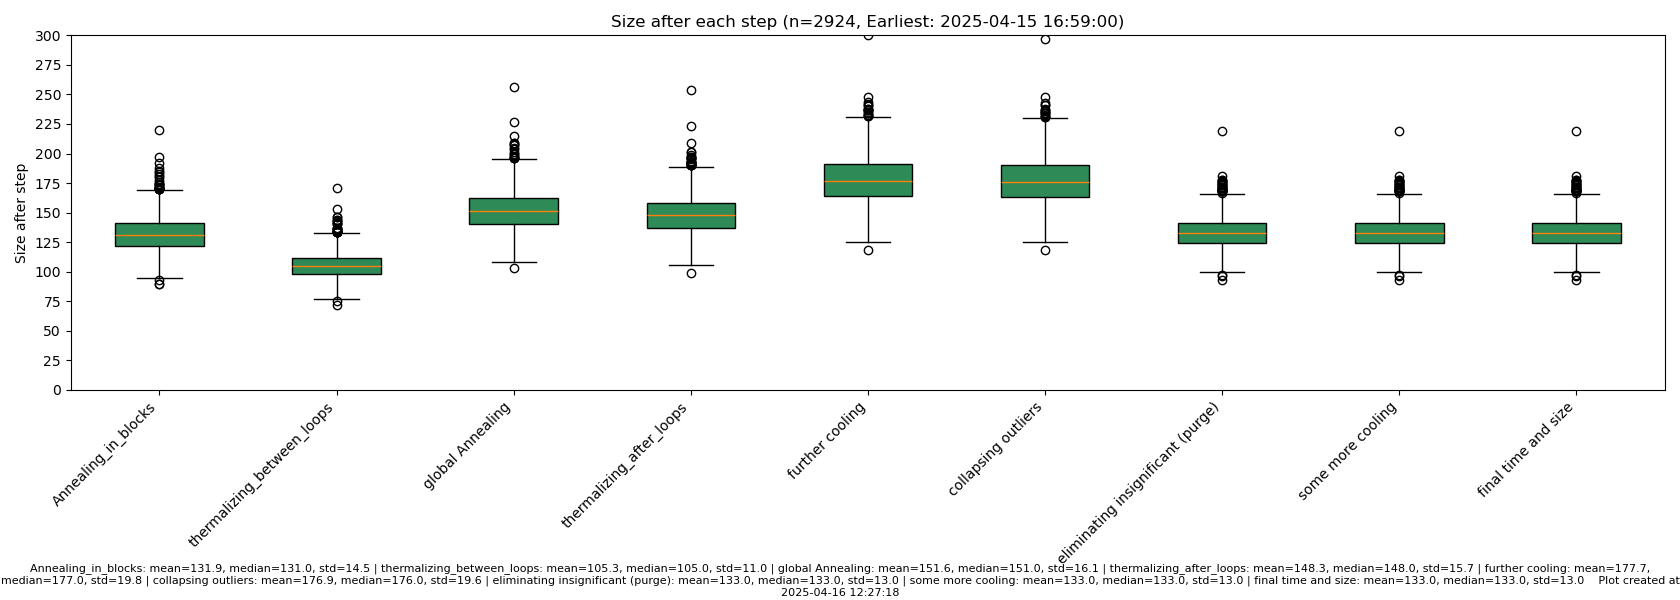 Size after each step (n=2924, Earliest: 2025-04-15 16:59:00)
Size after step
300
275
250
225
200
175
150
125
100
75
50
25
0
Annealing_in_blocks
thermalizing_between_loops
global Annealing
thermalizing_after_loops
further cooling
collapsing outliers
eliminating insignificant (purge)
some more cooling
final time and size
Annealing_in_blocks: mean=131.9, median=131.0, std=14.5 | thermalizing_between_loops: mean=105.3, median=105.0, std=11.0 | global Annealing: mean=151.6, median=151.0, std=16.1 | thermalizing_after_loops: mean=148.3, median=148.0, std=15.7 | further cooling: mean=177.7,
median=177.0, std=19.8 | collapsing outliers: mean=176.9, median=176.0, std=19.6 | eliminating insignificant (purge): mean=133.0, median=133.0, std=13.0 | some more cooling: mean=133.0, median=133.0, std=13.0 | final time and size: mean=133.0, median=133.0, std=13.0 Plot created at
2025-04-16 12:27:18